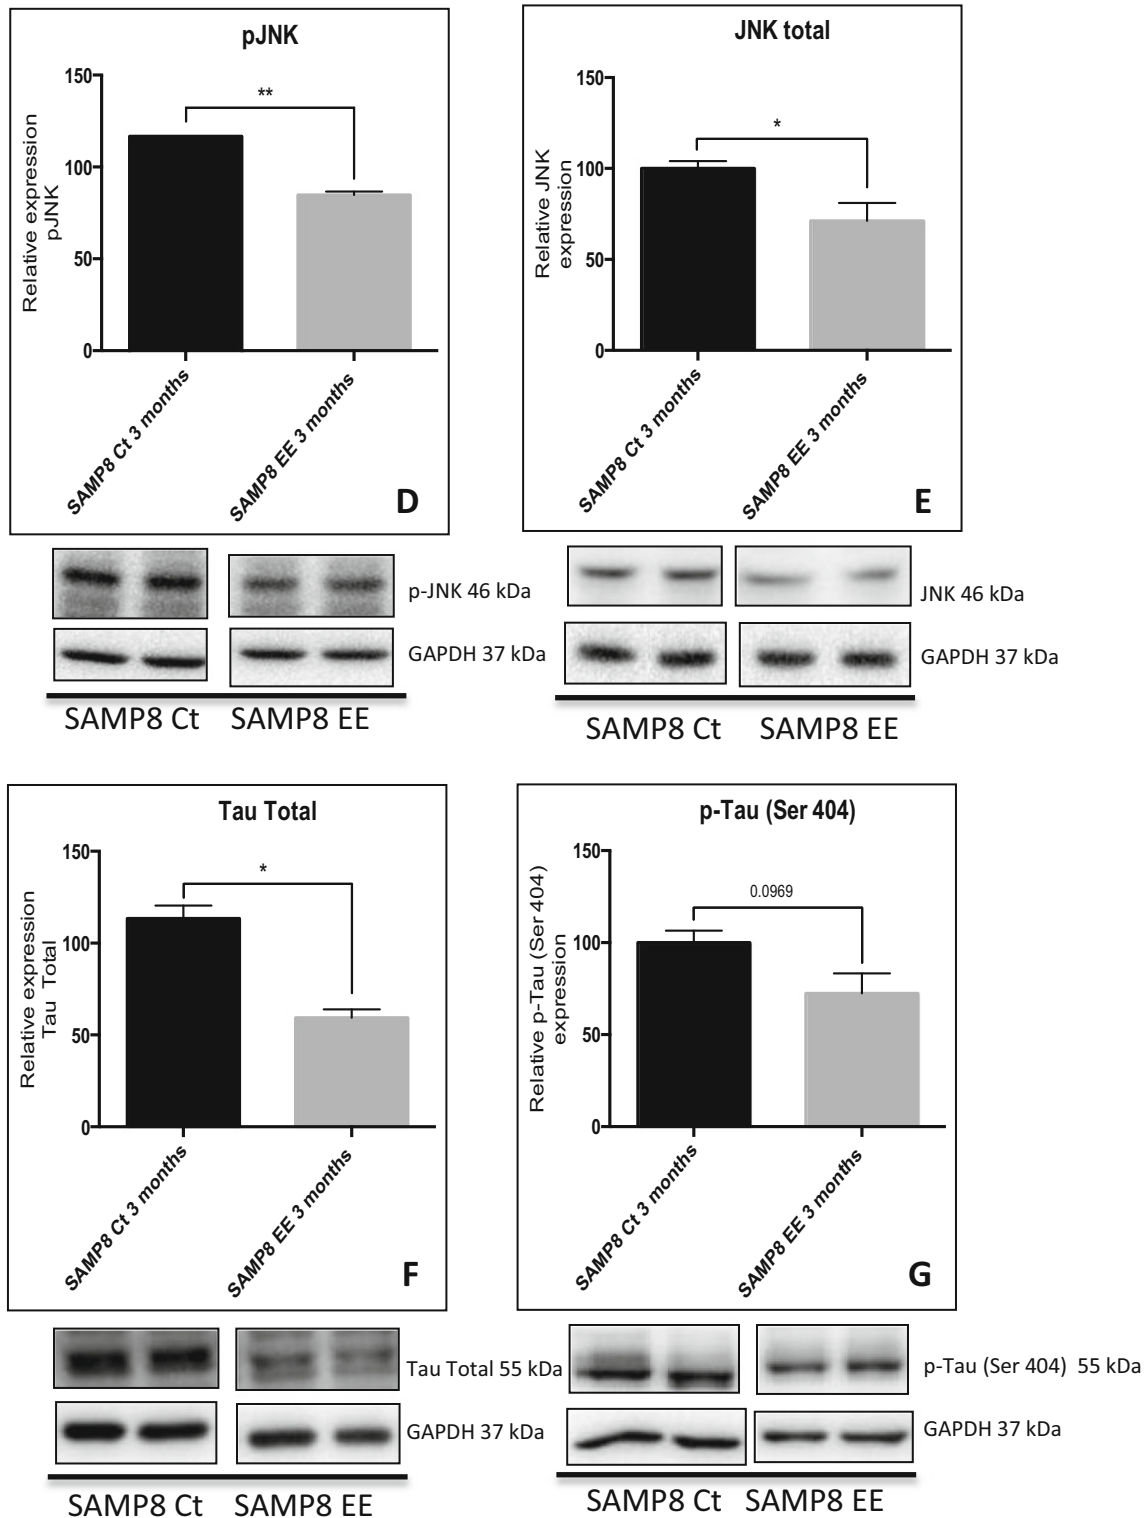 pJNK
Relative expression
pJNK
150
100
50
0
**
SAMP8 Ct 3 months
SAMP8 EE 3 months
D
p-JNK 46 kDa
GAPDH 37 kDa
SAMP8 Ct SAMP8 EE
JNK total
Relative JNK
expression
150
100
50
0
*
SAMP8 Ct 3 months
SAMP8 EE 3 months
E
JNK 46 kDa
GAPDH 37 kDa
SAMP8 Ct SAMP8 EE
Tau Total
Relative expression
Tau Total
150
100
50
0
*
SAMP8 Ct 3 months
SAMP8 EE 3 months
F
Tau Total 55 kDa
GAPDH 37 kDa
SAMP8 Ct SAMP8 EE
p-Tau (Ser 404)
Relative p-Tau (Ser 404)
expression
150
100
50
0
0.0969
SAMP8 Ct 3 months
SAMP8 EE 3 months
G
p-Tau (Ser 404) 55 kDa
GAPDH 37 kDa
SAMP8 Ct SAMP8 EE